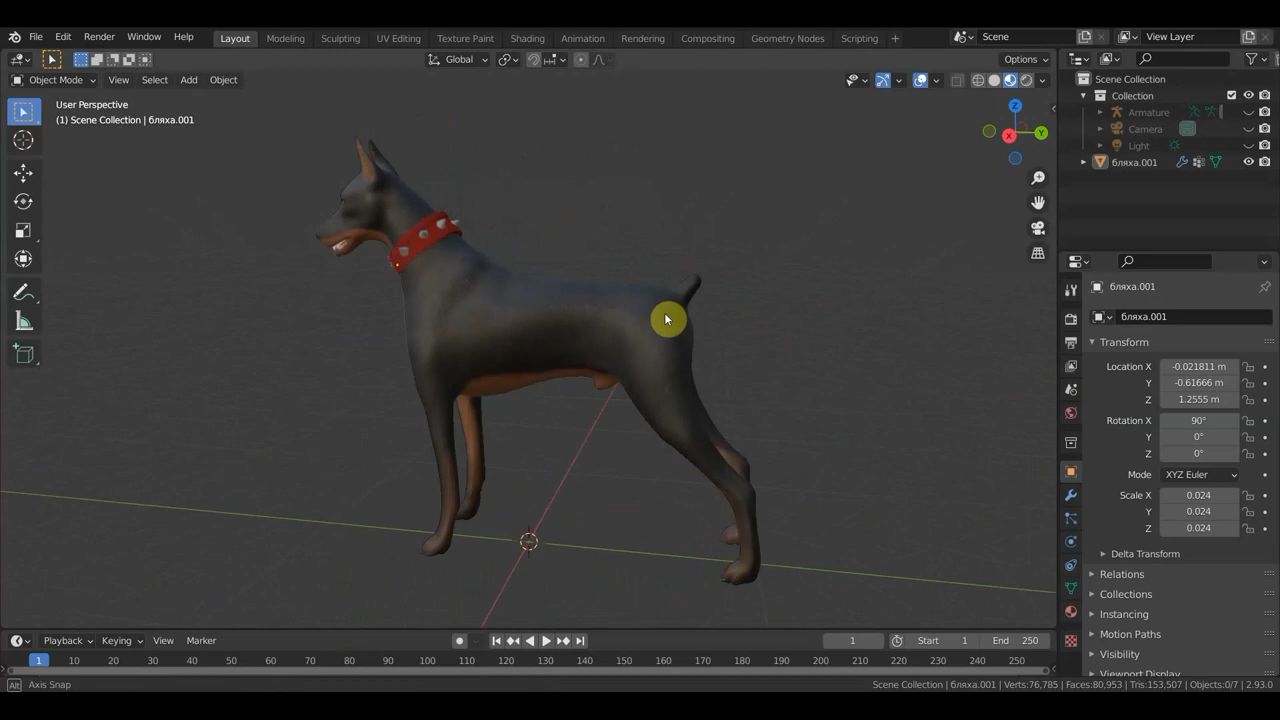 File Edit Render Window Help Layout Modeling Sculpting UV Editing Texture Paint Shading Animation Rendering Compositing Geometry Nodes Scripting + Scene View Layer
Global Options
Object Mode View Select Add Object
User Perspective
(1) Scene Collection | бляха.001
Z
Y
X
Scene Collection
Collection
Armature
Camera
Light
бляха.001
бляха.001
бляха.001
Transform
Location X -0.021811 m
Y -0.61666 m
Z 1.2555 m
Rotation X 90°
Y 0°
Z 0°
Mode XYZ Euler
Scale X 0.024
Y 0.024
Z 0.024
Delta Transform
Relations
Collections
Instancing
Motion Paths
Visibility
Viewport Display
Playback Keying View Marker 1 Start 1 End 250
1 10 20 30 40 50 60 70 80 90 100 110 120 130 140 150 160 170 180 190 200 210 220 230 240 250
Alt Axis Snap Scene Collection | бляха.001 | Verts:76,785 | Faces:80,953 | Tris:153,507 | Objects:0/7 | 2.93.0